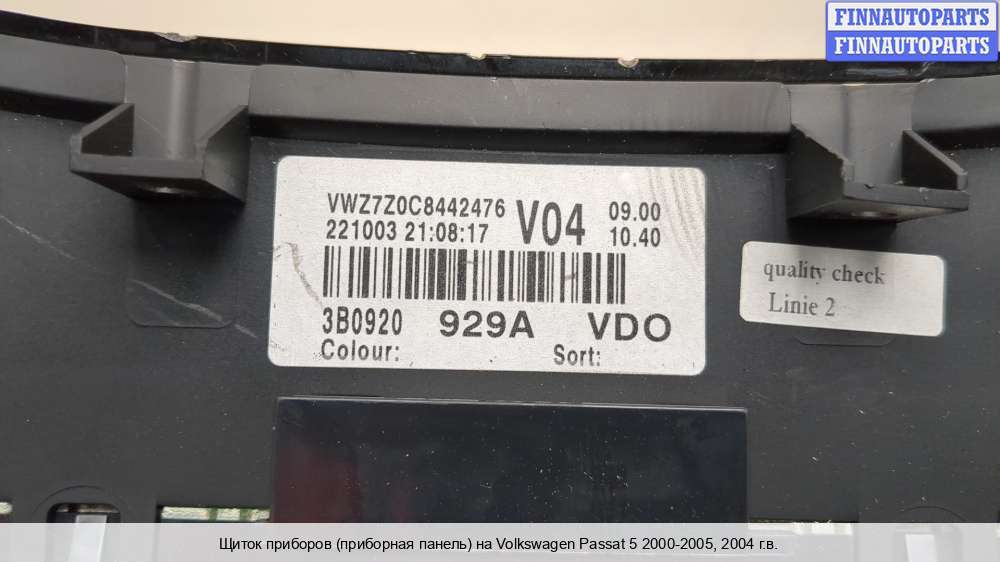 FINNAUTOPARTS
FINNAUTOPARTS
VWZ7Z0C8442476 V04 09.00
221003 21:08:17 10.40
quality check
Linie 2
3B0920 929A VDO
Colour: Sort:
Щиток приборов (приборная панель) на Volkswagen Passat 5 2000-2005, 2004 г.в.